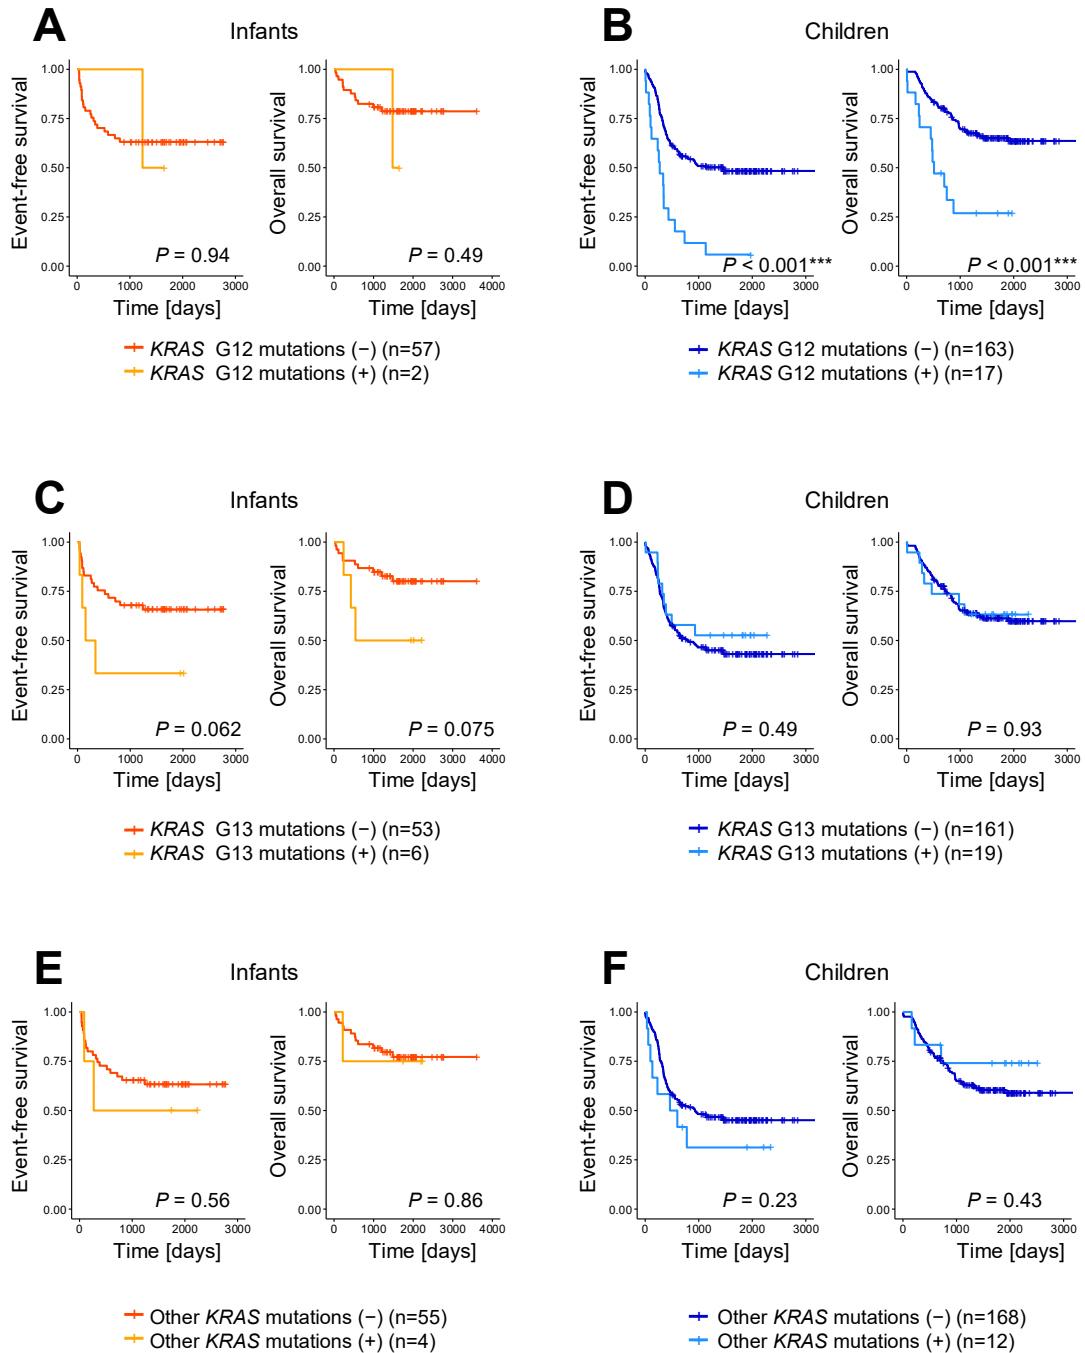 A
Infants
Event-free survival
1.00
0.75
0.50
0.25
0.00
P = 0.94
0 1000 2000 3000
Time [days]
Overall survival
1.00
0.75
0.50
0.25
0.00
P = 0.49
0 1000 2000 3000 4000
Time [days]
KRAS G12 mutations (−) (n=57)
KRAS G12 mutations (+) (n=2)
B
Children
Event-free survival
1.00
0.75
0.50
0.25
0.00
P < 0.001***
0 1000 2000 3000
Time [days]
Overall survival
1.00
0.75
0.50
0.25
0.00
P < 0.001***
0 1000 2000 3000
Time [days]
KRAS G12 mutations (−) (n=163)
KRAS G12 mutations (+) (n=17)
C
Infants
Event-free survival
1.00
0.75
0.50
0.25
0.00
P = 0.062
0 1000 2000 3000
Time [days]
Overall survival
1.00
0.75
0.50
0.25
0.00
P = 0.075
0 1000 2000 3000 4000
Time [days]
KRAS G13 mutations (−) (n=53)
KRAS G13 mutations (+) (n=6)
D
Children
Event-free survival
1.00
0.75
0.50
0.25
0.00
P = 0.49
0 1000 2000 3000
Time [days]
Overall survival
1.00
0.75
0.50
0.25
0.00
P = 0.93
0 1000 2000 3000
Time [days]
KRAS G13 mutations (−) (n=161)
KRAS G13 mutations (+) (n=19)
E
Infants
Event-free survival
1.00
0.75
0.50
0.25
0.00
P = 0.56
0 1000 2000 3000
Time [days]
Overall survival
1.00
0.75
0.50
0.25
0.00
P = 0.86
0 1000 2000 3000 4000
Time [days]
Other KRAS mutations (−) (n=55)
Other KRAS mutations (+) (n=4)
F
Children
Event-free survival
1.00
0.75
0.50
0.25
0.00
P = 0.23
0 1000 2000 3000
Time [days]
Overall survival
1.00
0.75
0.50
0.25
0.00
P = 0.43
0 1000 2000 3000
Time [days]
Other KRAS mutations (−) (n=168)
Other KRAS mutations (+) (n=12)